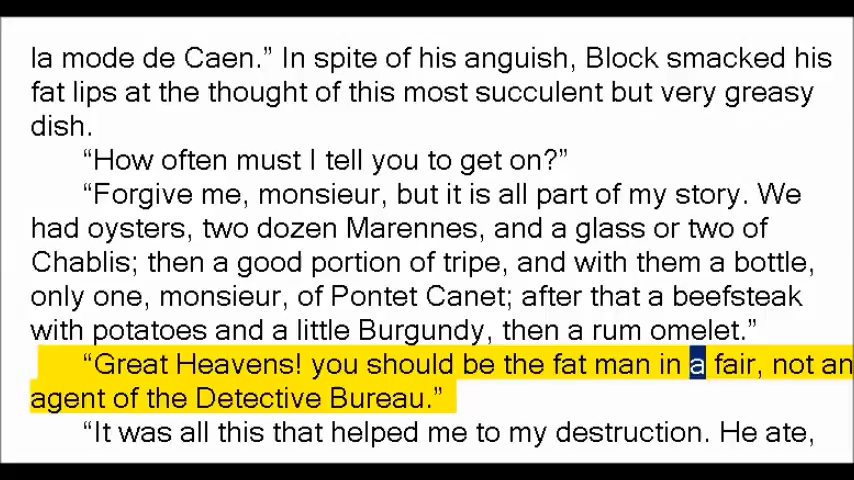 la mode de Caen.” In spite of his anguish, Block smacked his
fat lips at the thought of this most succulent but very greasy
dish.
“How often must I tell you to get on?”
“Forgive me, monsieur, but it is all part of my story. We
had oysters, two dozen Marennes, and a glass or two of
Chablis; then a good portion of tripe, and with them a bottle,
only one, monsieur, of Pontet Canet; after that a beefsteak
with potatoes and a little Burgundy, then a rum omelet.”
“Great Heavens! you should be the fat man in a fair, not an
agent of the Detective Bureau.”
“It was all this that helped me to my destruction. He ate,